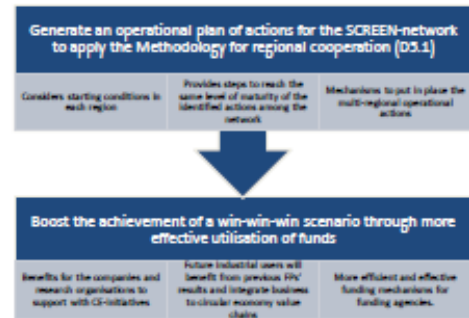 Generate an operational plan of actions for the SCREEN-network
to apply the Methodology for regional cooperation (D3.1)
Considers starting conditions in
each region
Provides steps to reach the
same level of maturity of the
identified actions among the
network
Mechanisms to put in place the
multi-regional operational
actions
Boost the achievement of a win-win-win scenario through more
effective utilisation of funds
Benefits for the companies and
research organisations to
support with CE-initiatives
Future industrial users will
benefit from previous FPs'
results and integrate business
to circular economy value
chains
More efficient and effective
funding mechanisms for
funding agencies.